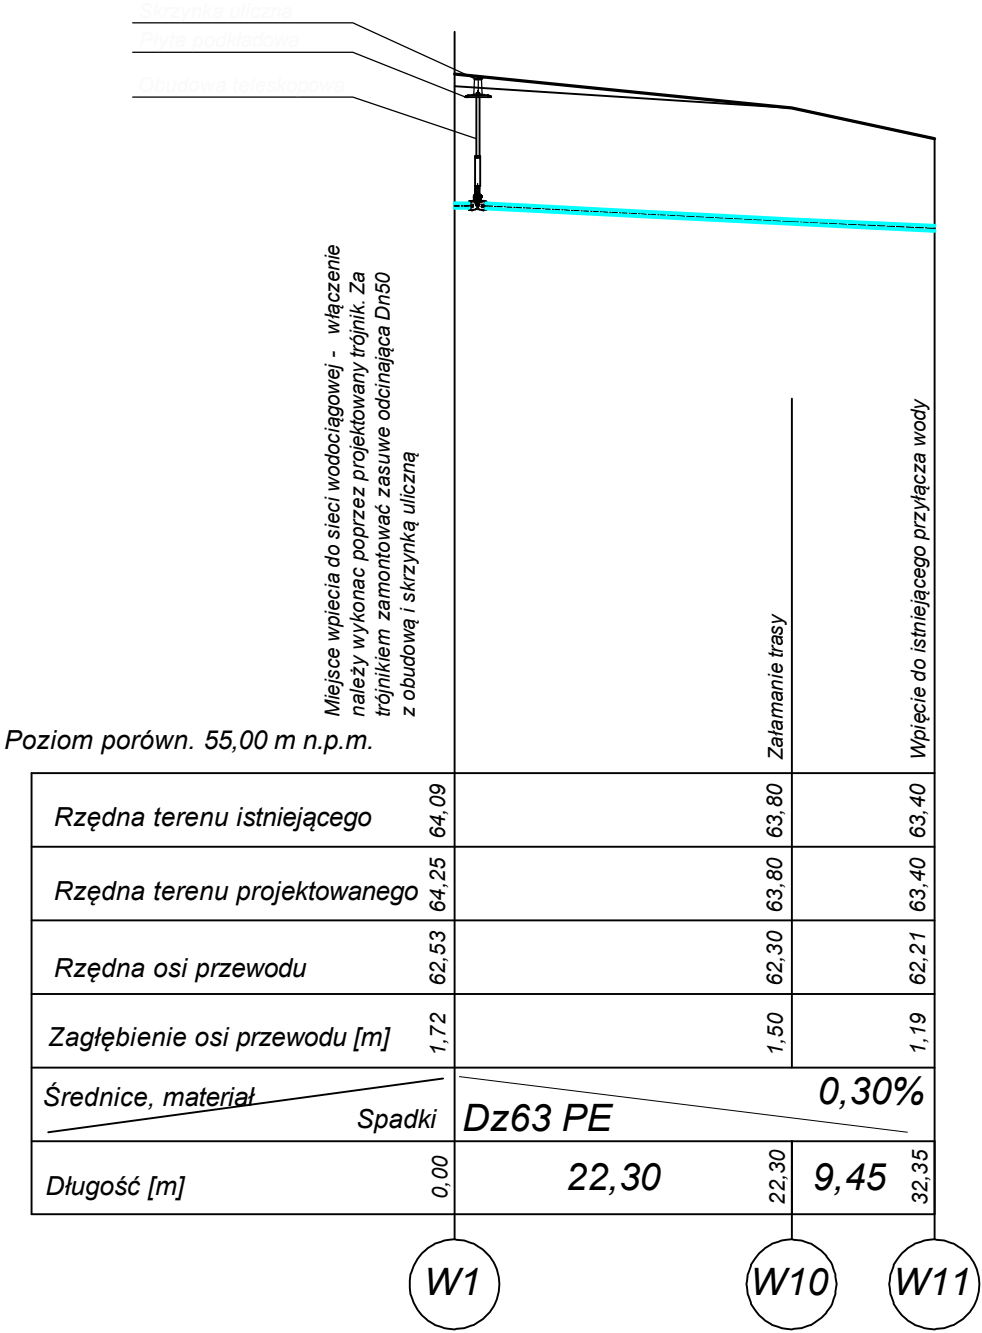 Skrzynka uliczna
Płyta podkładowa
Obudowa teleskopowa
Miejsce wpiecia do sieci wodociągowej - włączenie
należy wykonac poprzez projektowany trójnik. Za
trójnikiem zamontować zasuwe odcinająca Dn50
z obudową i skrzynką uliczną
Załamanie trasy
Wpięcie do istniejącego przyłącza wody
Poziom porówn. 55,00 m n.p.m.
Rzędna terenu istniejącego 64,09 63,80 63,40
Rzędna terenu projektowanego 64,25 63,80 63,40
Rzędna osi przewodu 62,53 62,30 62,21
Zagłębienie osi przewodu [m] 1,72 1,50 1,19
Średnice, materiał 0,30%
Spadki Dz63 PE
Długość [m] 0,00 22,30 22,30 9,45 32,35
W1 W10 W11